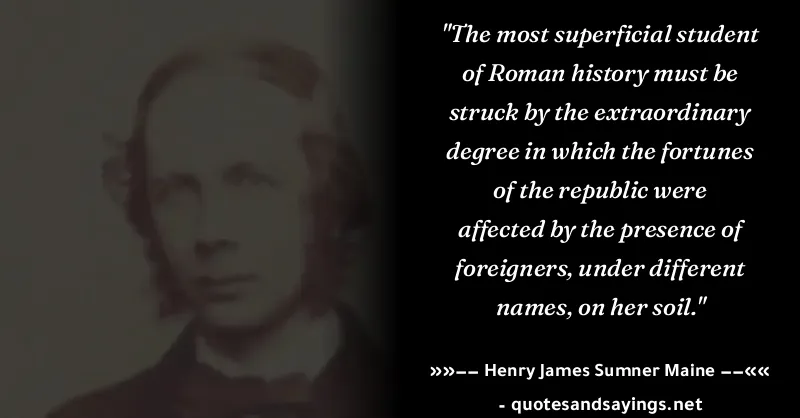 "The most superficial student
of Roman history must be
struck by the extraordinary
degree in which the fortunes
of the republic were
affected by the presence of
foreigners, under different
names, on her soil."
»»−− Henry James Sumner Maine −−««
- quotesandsayings.net